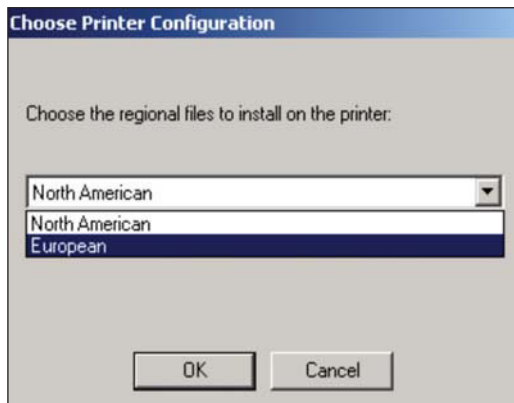 Choose Printer Configuration
Choose the regional files to install on the printer:
North American
North American
European
OK
Cancel